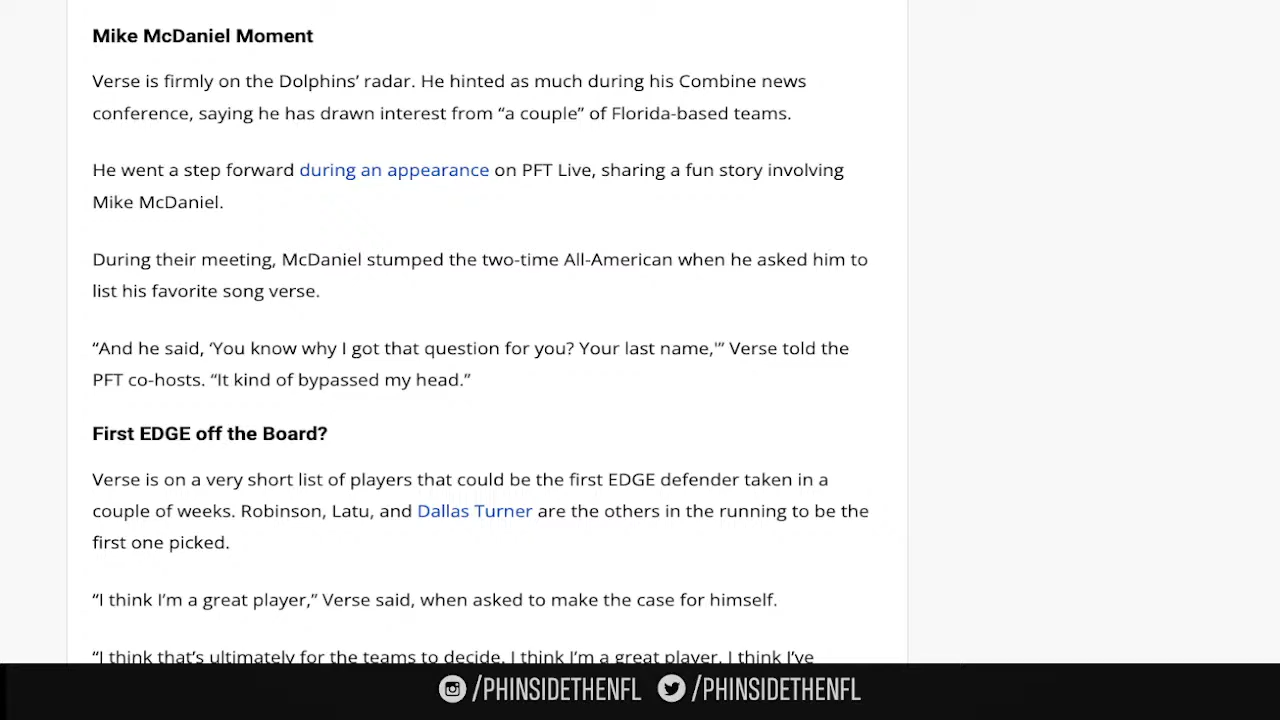 Mike McDaniel Moment
Verse is firmly on the Dolphins’ radar. He hinted as much during his Combine news
conference, saying he has drawn interest from “a couple” of Florida-based teams.
He went a step forward during an appearance on PFT Live, sharing a fun story involving
Mike McDaniel.
During their meeting, McDaniel stumped the two-time All-American when he asked him to
list his favorite song verse.
“And he said, ‘You know why I got that question for you? Your last name,'” Verse told the
PFT co-hosts. “It kind of bypassed my head.”
First EDGE off the Board?
Verse is on a very short list of players that could be the first EDGE defender taken in a
couple of weeks. Robinson, Latu, and Dallas Turner are the others in the running to be the
first one picked.
“I think I’m a great player,” Verse said, when asked to make the case for himself.
“I think that’s ultimately for the teams to decide. I think I’m a great player. I think I’ve
/PHINSIDETHENFL /PHINSIDETHENFL